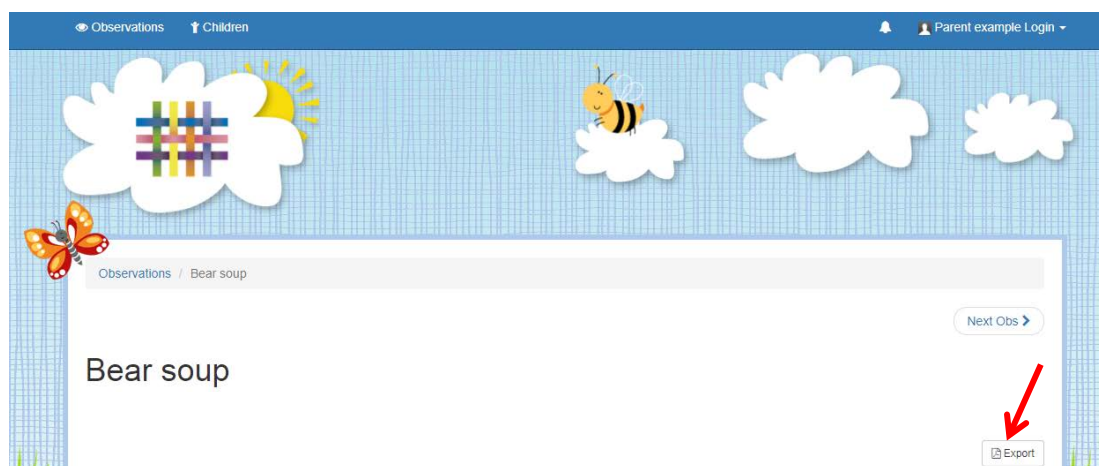 Observations Children Parent example Login
Observations / Bear soup
Next Obs
Bear soup
Export